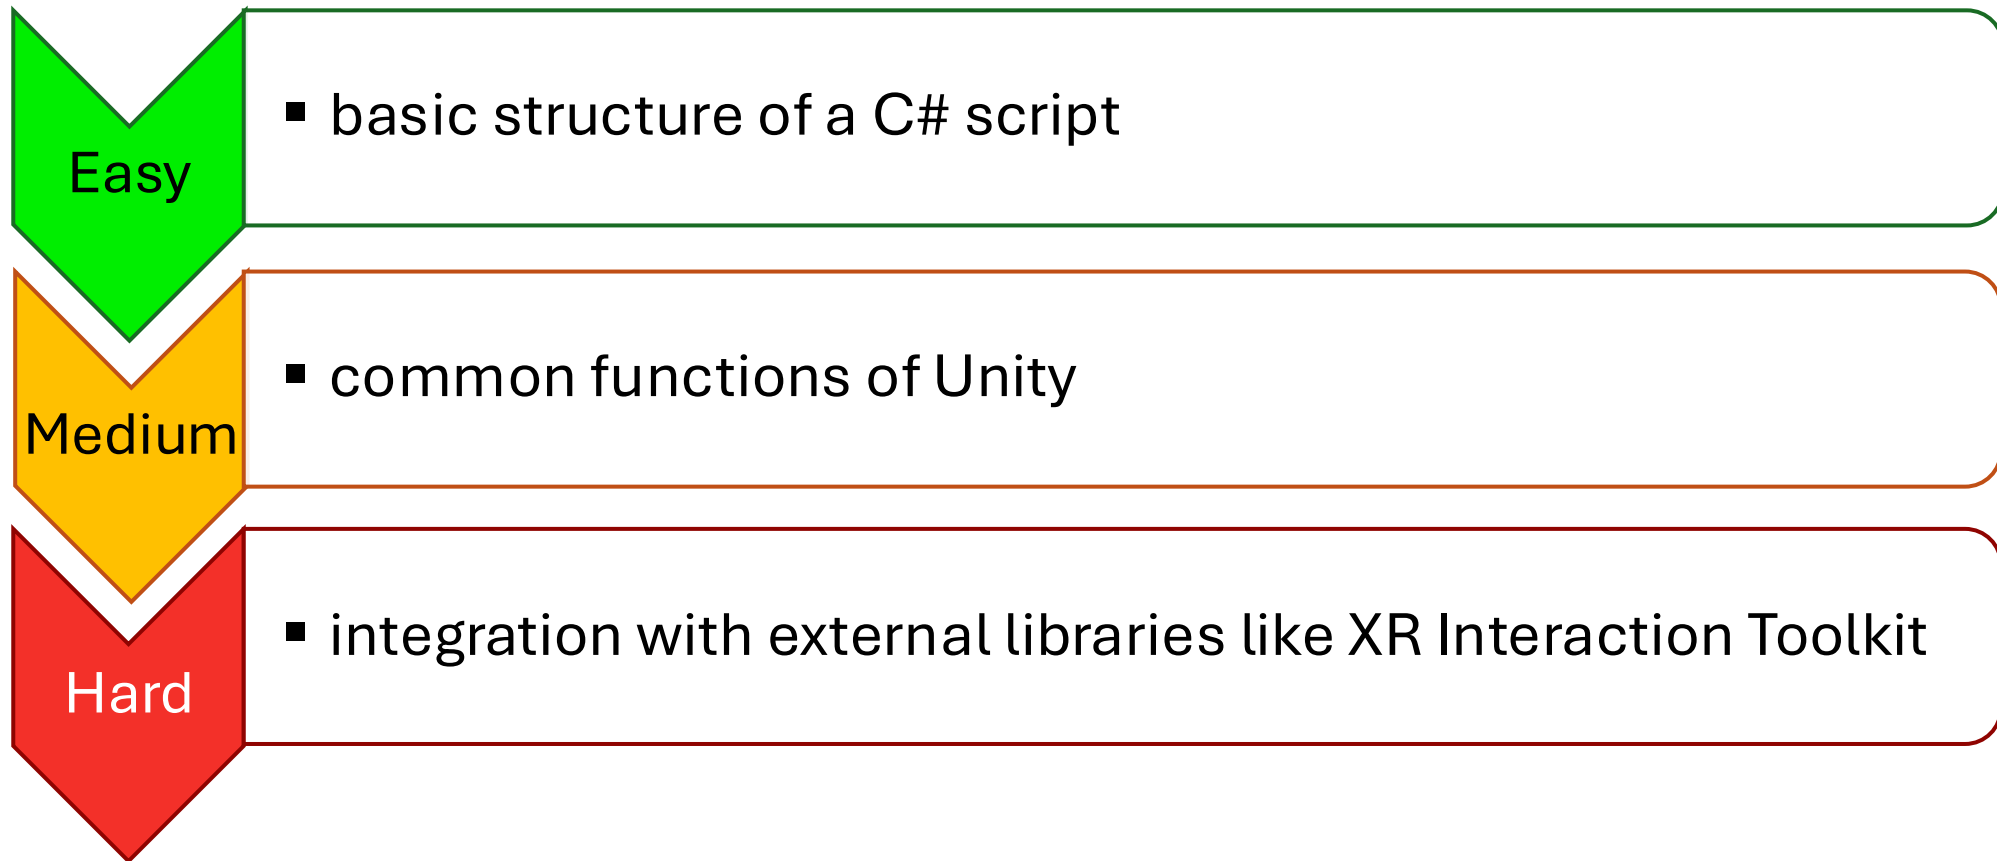 Easy
▪ basic structure of a C# script
Medium
▪ common functions of Unity
Hard
▪ integration with external libraries like XR Interaction Toolkit